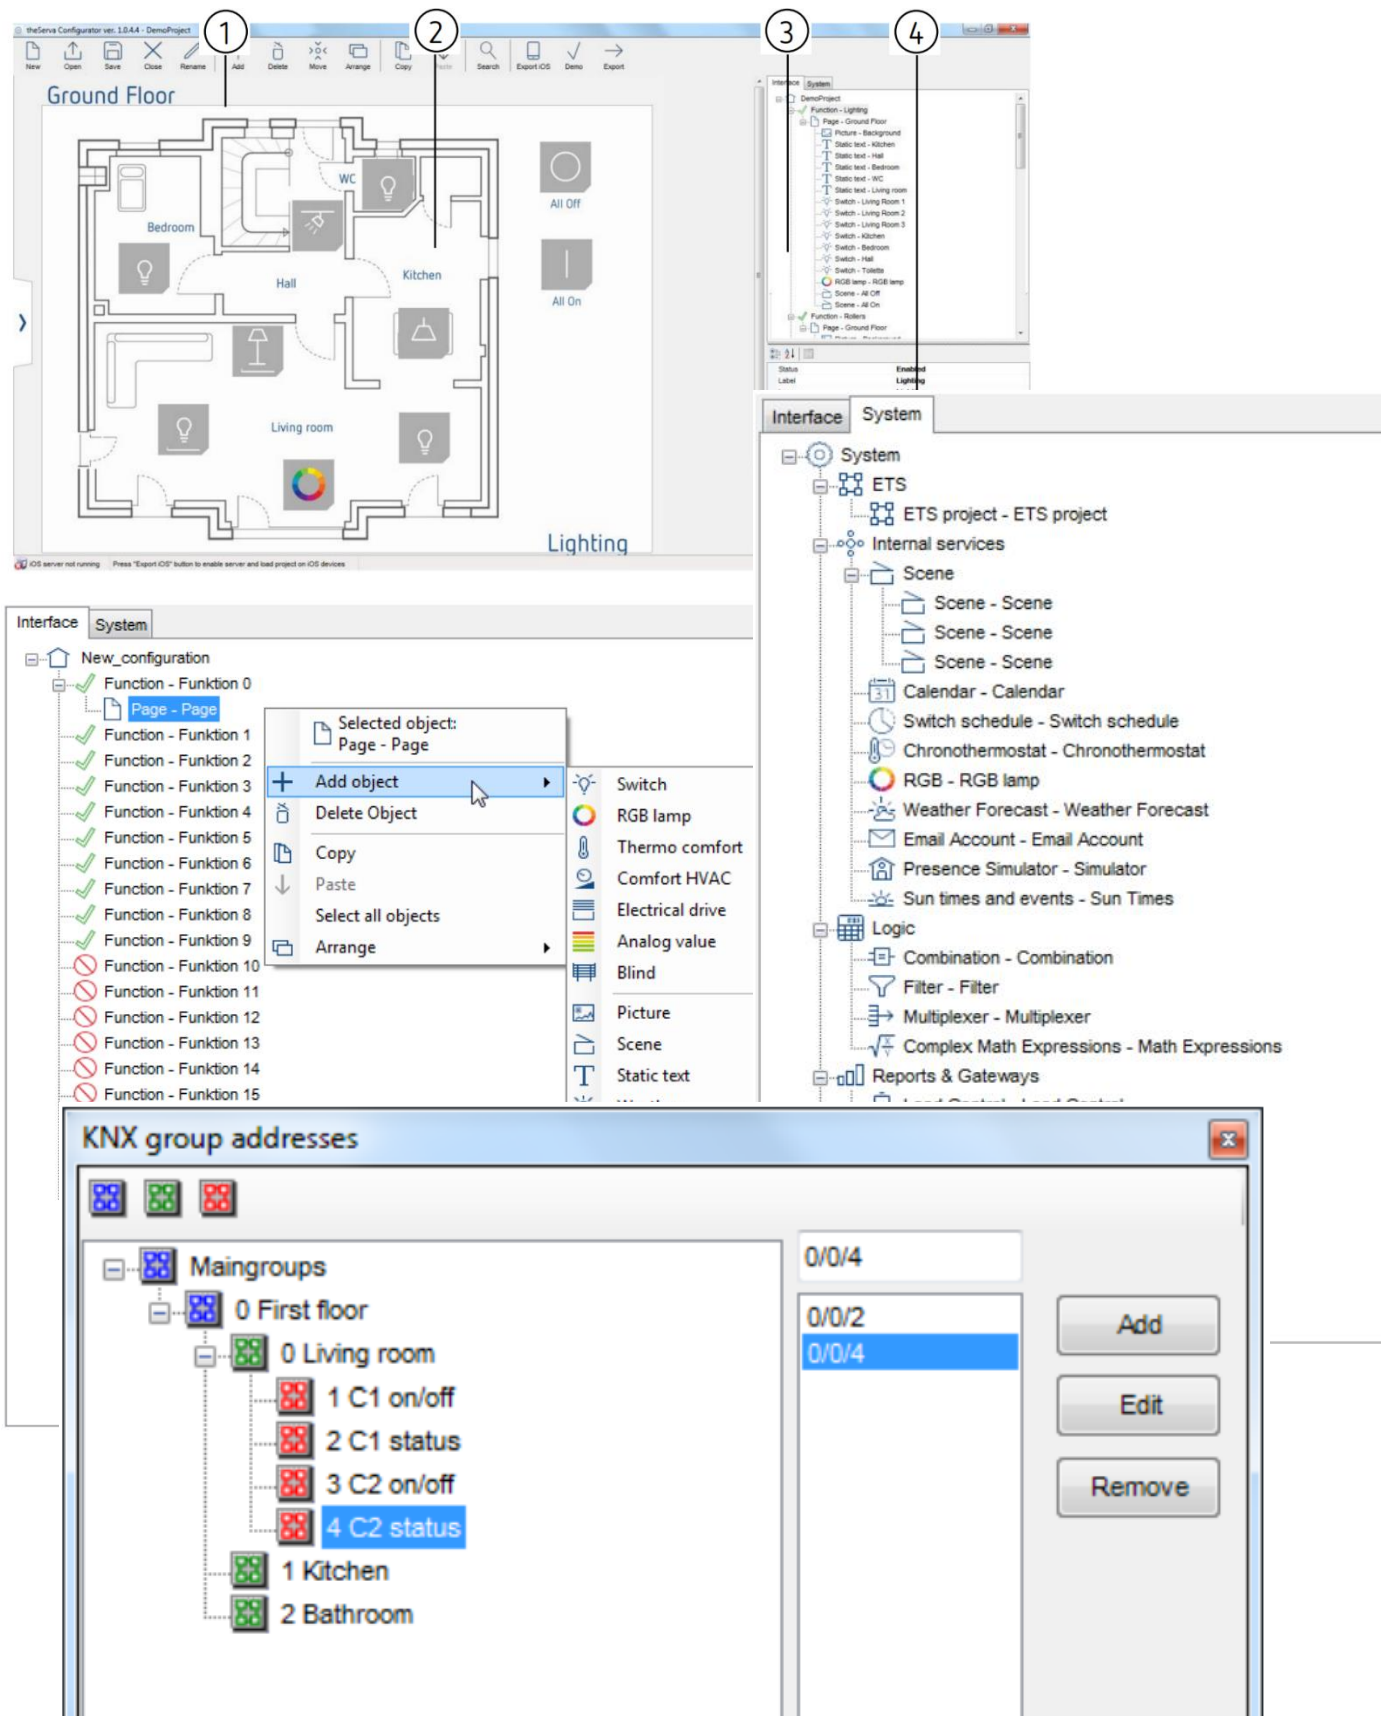 1
2
3
4
theServa Configurator ver. 1.0.4.4 - DemoProject
New Open Save Close Rename Add Delete Move Arrange Copy Paste Search Export iOS Demo Export
Ground Floor
WC
Bedroom
Hall
Kitchen
Living room
Lighting
All Off
All On
iOS server not running Press "Export iOS" button to enable server and load project on iOS devices
Interface System
DemoProject
Function - Lighting
Page - Ground Floor
Picture - Background
Static text - Kitchen
Static text - Hall
Static text - Bedroom
Static text - WC
Static text - Living room
Switch - Living Room 1
Switch - Living Room 2
Switch - Living Room 3
Switch - Kitchen
Switch - Bedroom
Switch - Hall
Switch - Toilette
RGB lamp - RGB lamp
Scene - All Off
Scene - All On
Function - Rollers
Page - Ground Floor
Status Enabled
Label Lighting
Interface System
System
ETS
ETS project - ETS project
Internal services
Scene
Scene - Scene
Scene - Scene
Scene - Scene
Calendar - Calendar
Switch schedule - Switch schedule
Chronothermostat - Chronothermostat
RGB - RGB lamp
Weather Forecast - Weather Forecast
Email Account - Email Account
Presence Simulator - Simulator
Sun times and events - Sun Times
Logic
Combination - Combination
Filter - Filter
Multiplexer - Multiplexer
Complex Math Expressions - Math Expressions
Reports & Gateways
Interface System
New_configuration
Function - Funktion 0
Page - Page
Function - Funktion 1
Function - Funktion 2
Function - Funktion 3
Function - Funktion 4
Function - Funktion 5
Function - Funktion 6
Function - Funktion 7
Function - Funktion 8
Function - Funktion 9
Function - Funktion 10
Function - Funktion 11
Function - Funktion 12
Function - Funktion 13
Function - Funktion 14
Function - Funktion 15
Selected object:
Page - Page
Add object
Delete Object
Copy
Paste
Select all objects
Arrange
Switch
RGB lamp
Thermo comfort
Comfort HVAC
Electrical drive
Analog value
Blind
Picture
Scene
Static text
KNX group addresses
Maingroups
0 First floor
0 Living room
1 C1 on/off
2 C1 status
3 C2 on/off
4 C2 status
1 Kitchen
2 Bathroom
0/0/4
0/0/2
0/0/4
Add
Edit
Remove